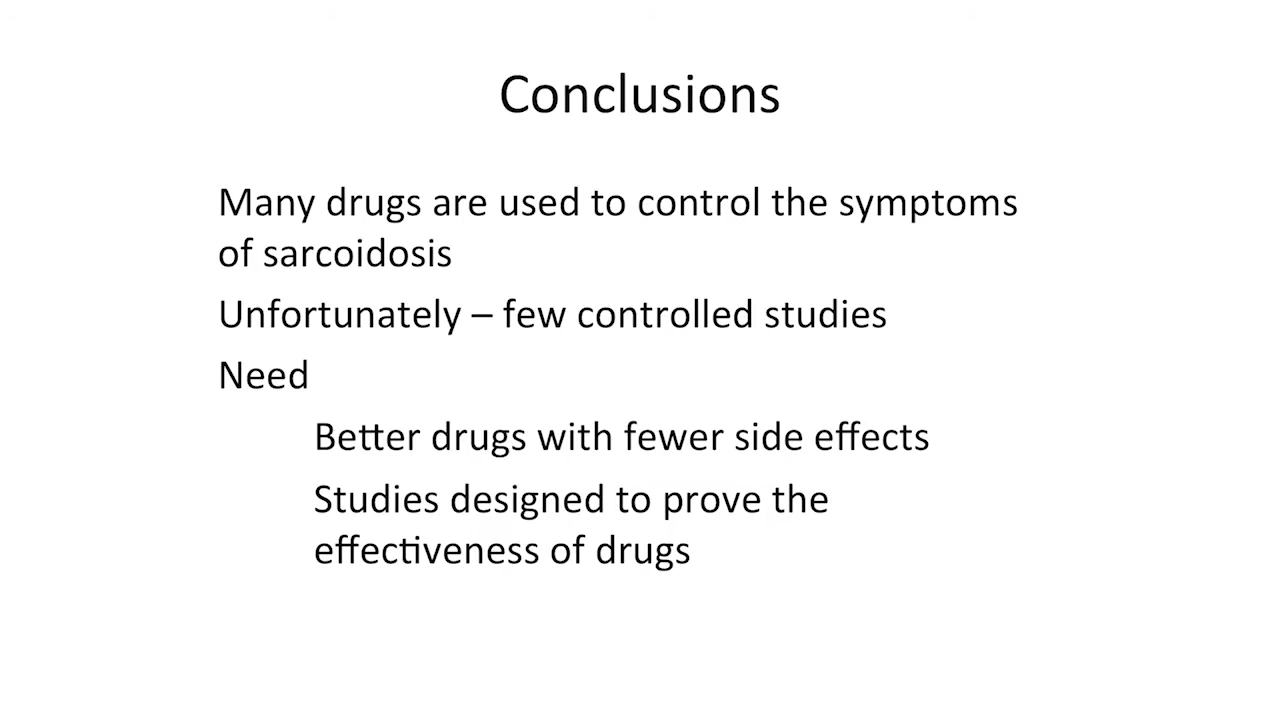 Conclusions
Many drugs are used to control the symptoms
of sarcoidosis
Unfortunately – few controlled studies
Need
Better drugs with fewer side effects
Studies designed to prove the
effectiveness of drugs